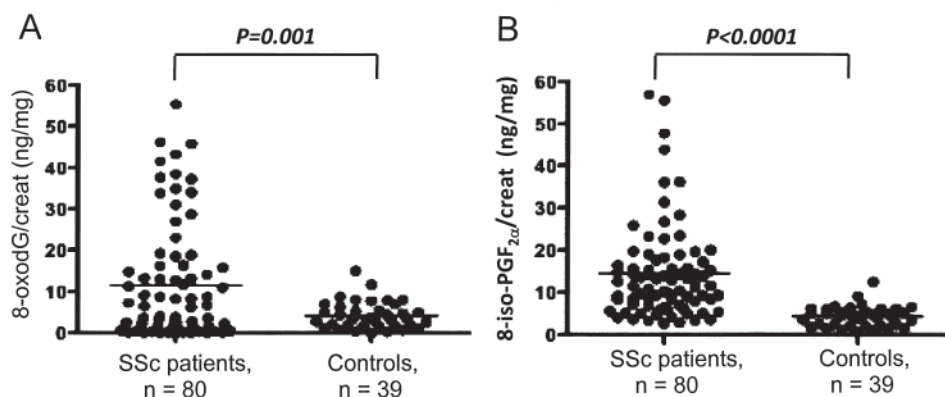 A
P=0.001
8-oxodG/creat (ng/mg)
60
50
40
30
20
10
0
SSc patients,
n = 80
Controls,
n = 39
B
P<0.0001
8-iso-PGF2α/creat (ng/mg)
60
50
40
30
20
10
0
SSc patients,
n = 80
Controls,
n = 39